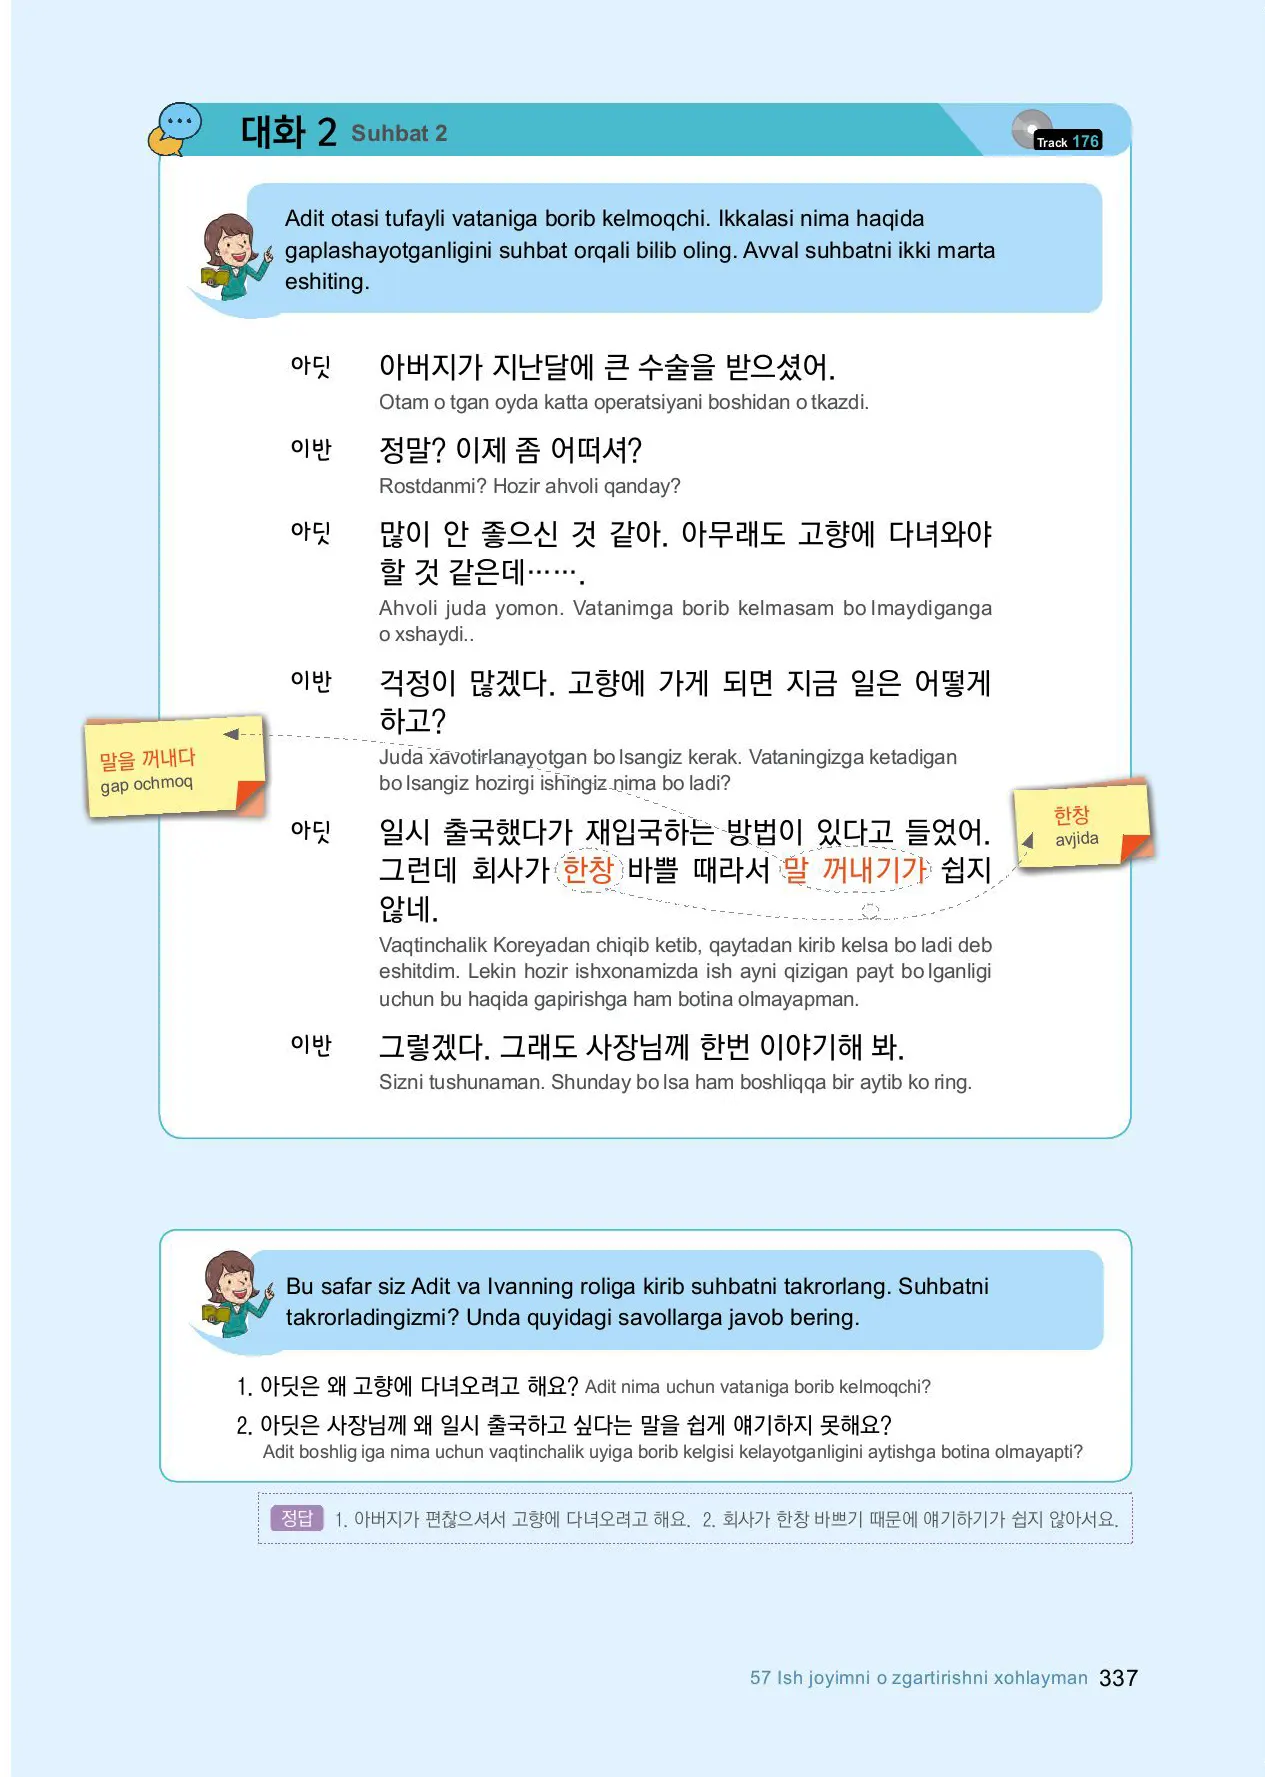 대화 2 Suhbat 2
Track 176
Adit otasi tufayli vataniga borib kelmoqchi. Ikkalasi nima haqida
gaplashayotganligini suhbat orqali bilib oling. Avval suhbatni ikki marta
eshiting.
아딧 아버지가 지난달에 큰 수술을 받으셨어.
Otam o tgan oyda katta operatsiyani boshidan o tkazdi.
이반 정말? 이제 좀 어떠셔?
Rostdanmi? Hozir ahvoli qanday?
아딧 많이 안 좋으신 것 같아. 아무래도 고향에 다녀와야
할 것 같은데⋯⋯.
Ahvoli juda yomon. Vatanimga borib kelmasam bo lmaydiganga
o xshaydi..
이반 걱정이 많겠다. 고향에 가게 되면 지금 일은 어떻게
하고?
Juda xavotirlanayotgan bo lsangiz kerak. Vataningizga ketadigan
bo lsangiz hozirgi ishingiz nima bo ladi?
말을 꺼내다
gap ochmoq
한창
avjida
아딧 일시 출국했다가 재입국하는 방법이 있다고 들었어.
그런데 회사가 한창 바쁠 때라서 말 꺼내기가 쉽지
않네.
Vaqtinchalik Koreyadan chiqib ketib, qaytadan kirib kelsa bo ladi deb
eshitdim. Lekin hozir ishxonamizda ish ayni qizigan payt bo lganligi
uchun bu haqida gapirishga ham botina olmayapman.
이반 그렇겠다. 그래도 사장님께 한번 이야기해 봐.
Sizni tushunaman. Shunday bo lsa ham boshliqqa bir aytib ko ring.
Bu safar siz Adit va Ivanning roliga kirib suhbatni takrorlang. Suhbatni
takrorladingizmi? Unda quyidagi savollarga javob bering.
1. 아딧은 왜 고향에 다녀오려고 해요? Adit nima uchun vataniga borib kelmoqchi?
2. 아딧은 사장님께 왜 일시 출국하고 싶다는 말을 쉽게 얘기하지 못해요?
Adit boshlig iga nima uchun vaqtinchalik uyiga borib kelgisi kelayotganligini aytishga botina olmayapti?
정답 1. 아버지가 편찮으셔서 고향에 다녀오려고 해요. 2. 회사가 한창 바쁘기 때문에 얘기하기가 쉽지 않아서요.
57 Ish joyimni o zgartirishni xohlayman 337